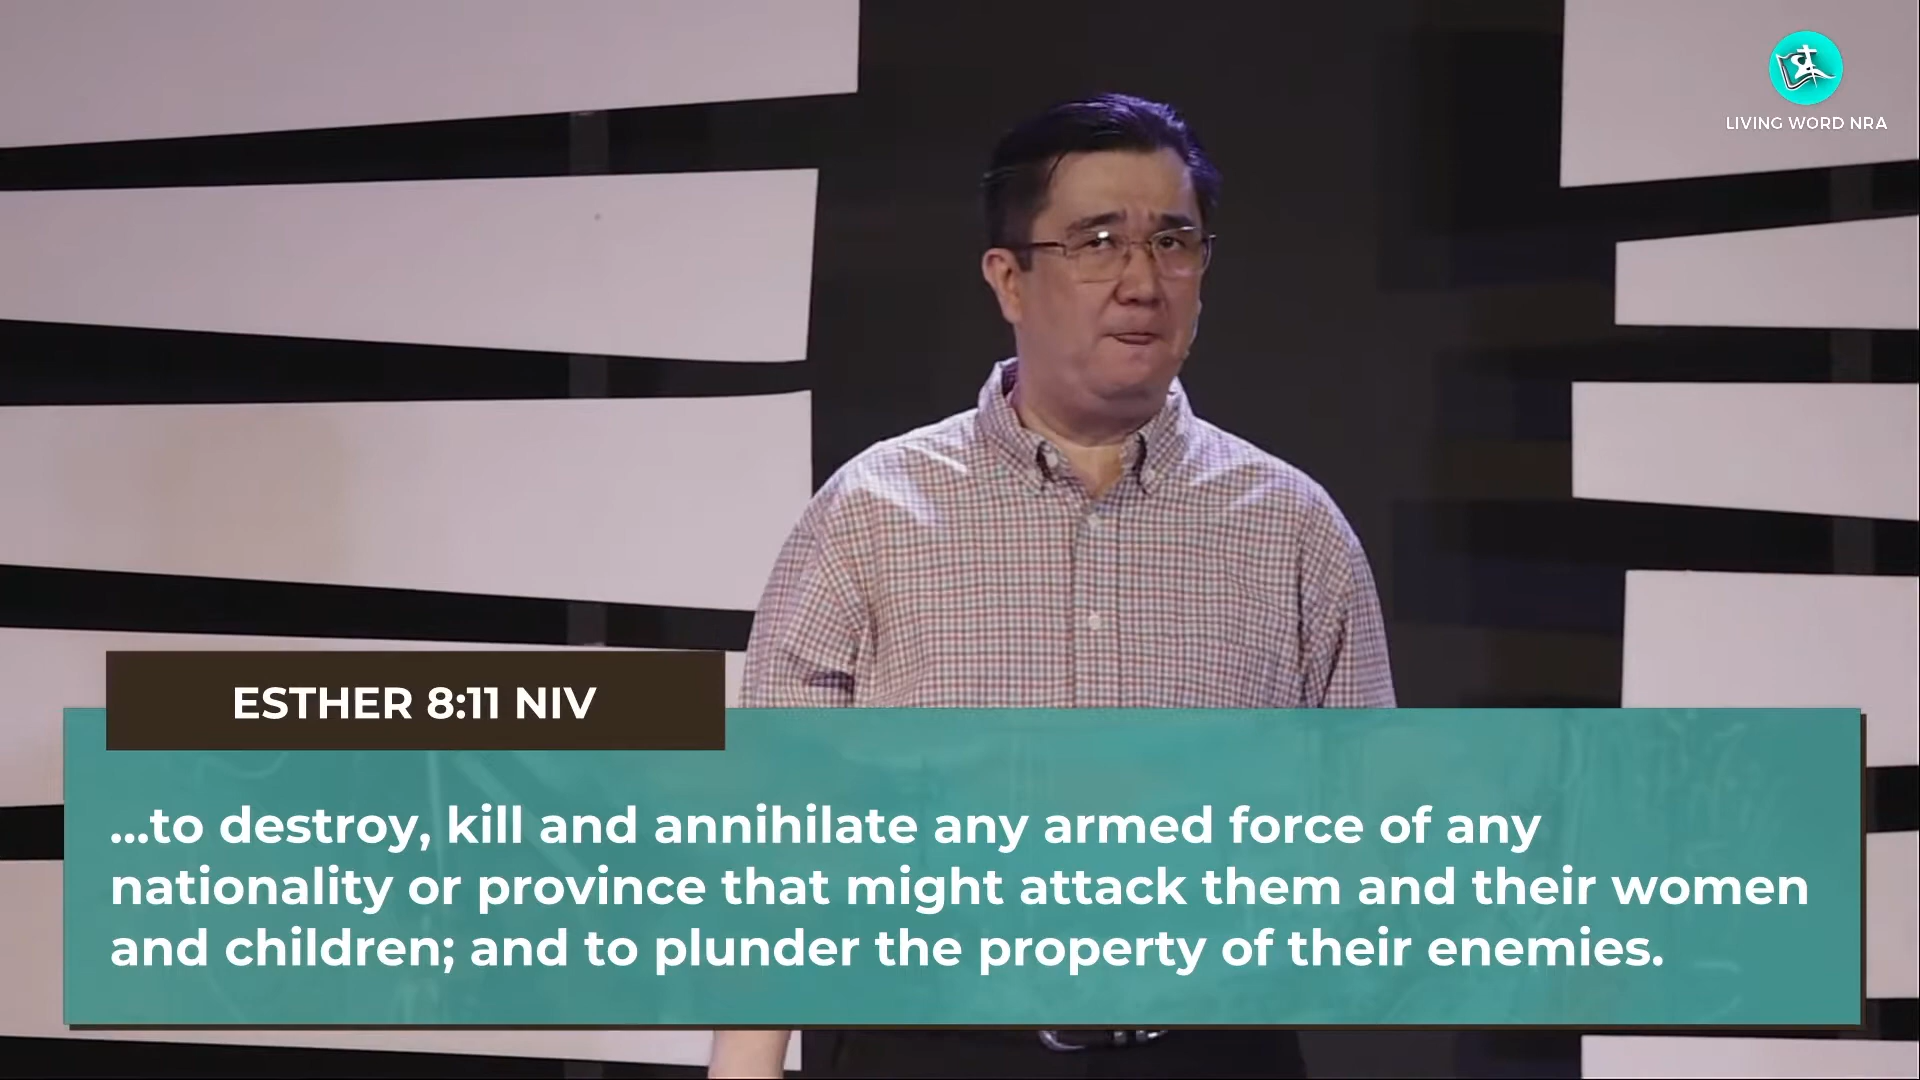 LIVING WORD NRA
ESTHER 8:11 NIV
...to destroy, kill and annihilate any armed force of any
nationality or province that might attack them and their women
and children; and to plunder the property of their enemies.